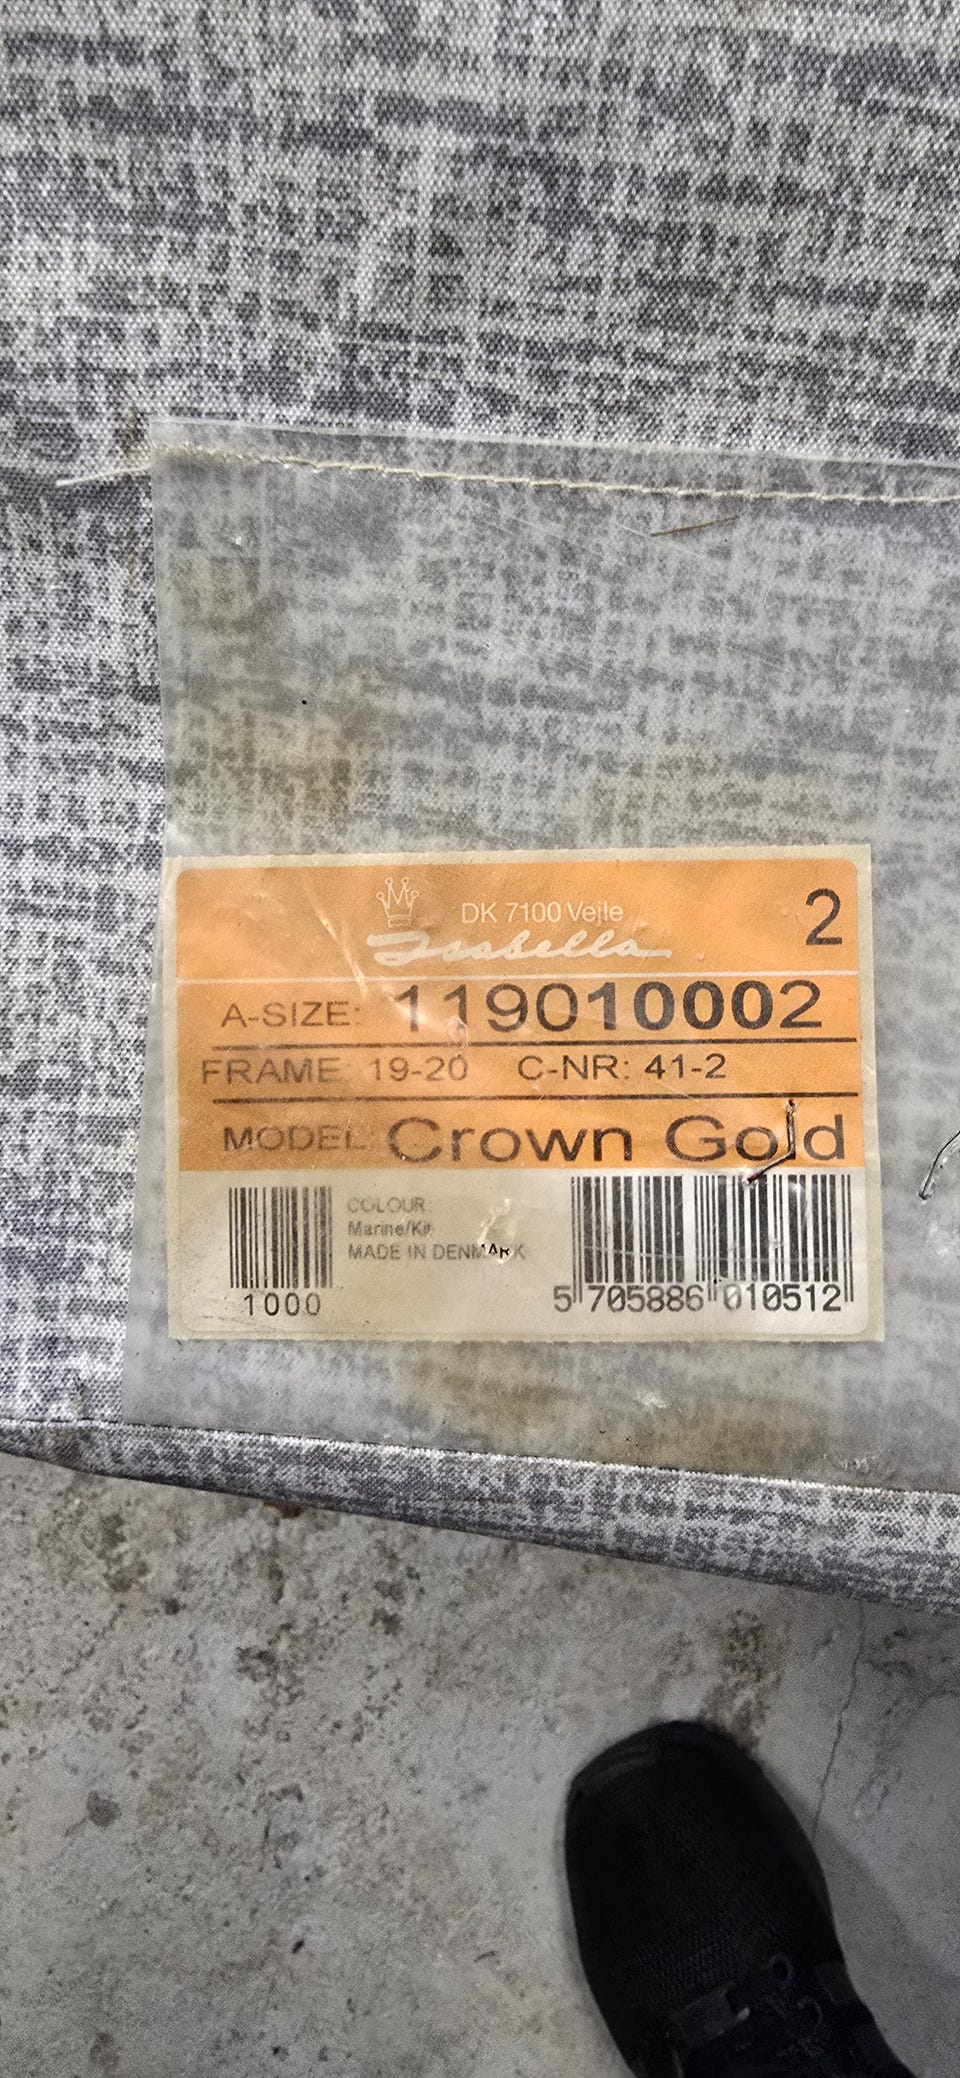 DK 7100 Vejle
2
Isabella
A-SIZE: 1190100002
FRAME: 19-20 C-NR: 41-2
MODEL: Crown Gold
COLOUR:
Marine/Kit
MADE IN DENMARK
1000
5 705886 010512